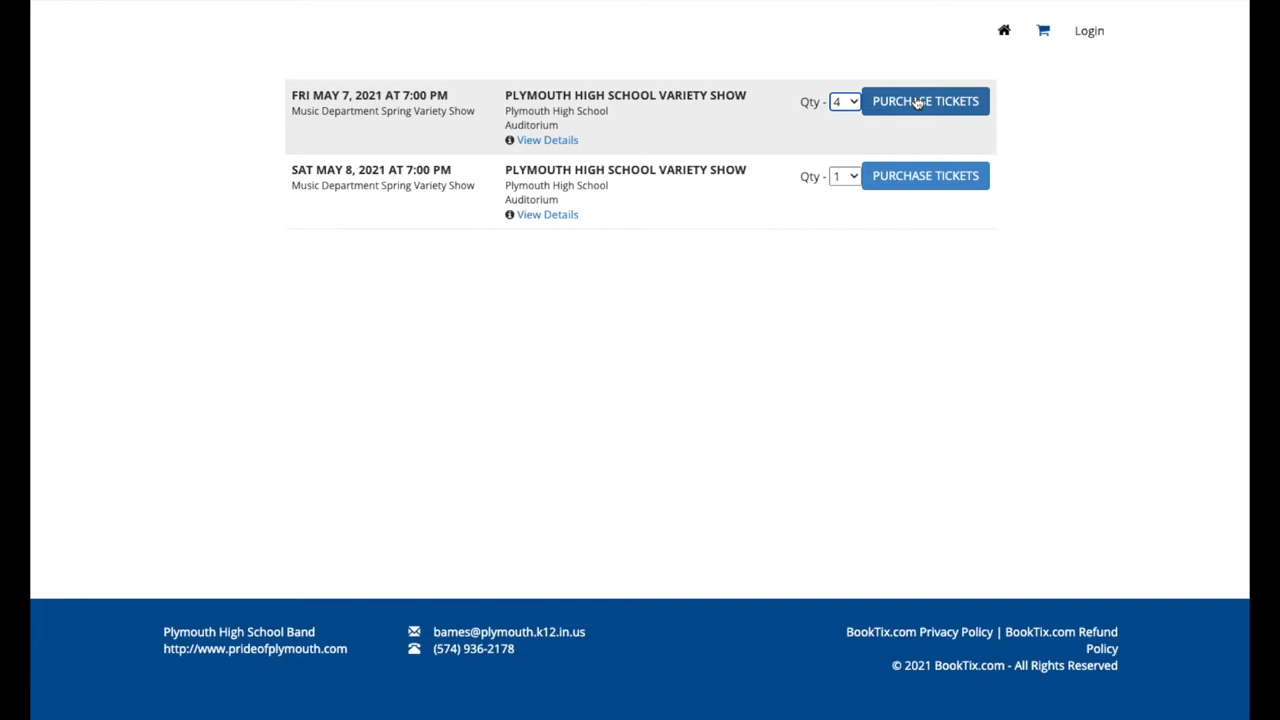 Login
FRI MAY 7, 2021 AT 7:00 PM
Music Department Spring Variety Show
PLYMOUTH HIGH SCHOOL VARIETY SHOW
Plymouth High School
Auditorium
View Details
Qty - 4
PURCHASE TICKETS
SAT MAY 8, 2021 AT 7:00 PM
Music Department Spring Variety Show
PLYMOUTH HIGH SCHOOL VARIETY SHOW
Plymouth High School
Auditorium
View Details
Qty - 1
PURCHASE TICKETS
Plymouth High School Band
http://www.prideofplymouth.com
bames@plymouth.k12.in.us
(574) 936-2178
BookTix.com Privacy Policy | BookTix.com Refund
Policy
© 2021 BookTix.com - All Rights Reserved